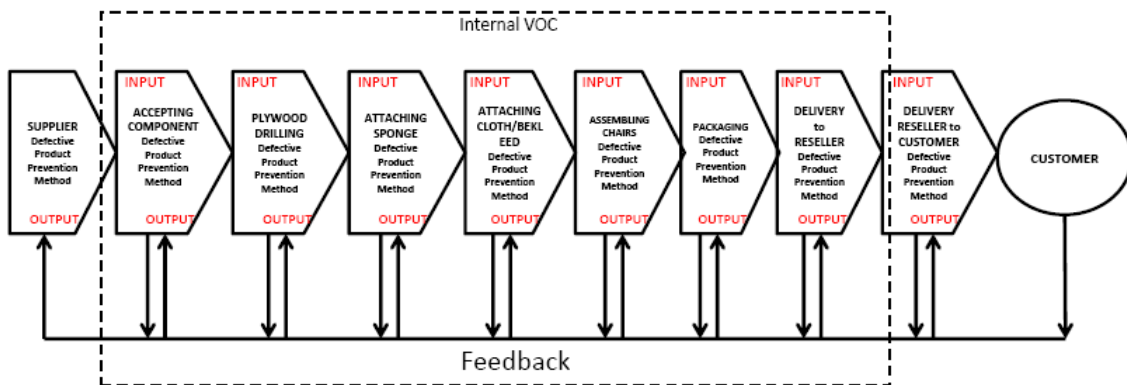 Internal VOC
SUPPLIER
Defective
Product
Prevention
Method
OUTPUT
INPUT
ACCEPTING
COMPONENT
Defective
Product
Prevention
Method
OUTPUT
INPUT
PLYWOOD
DRILLING
Defective
Product
Prevention
Method
OUTPUT
INPUT
ATTACHING
SPONGE
Defective
Product
Prevention
Method
OUTPUT
INPUT
ATTACHING
CLOTH/BEKL
EED
Defective
Product
Prevention
Method
OUTPUT
INPUT
ASSEMBLING
CHAIRS
Defective
Product
Prevention
Method
OUTPUT
INPUT
PACKAGING
Defective
Product
Prevention
Method
OUTPUT
INPUT
DELIVERY
to
RESELLER
Defective
Product
Prevention
Method
OUTPUT
INPUT
DELIVERY
RESELLER to
CUSTOMER
Defective
Product
Prevention
Method
OUTPUT
CUSTOMER
Feedback